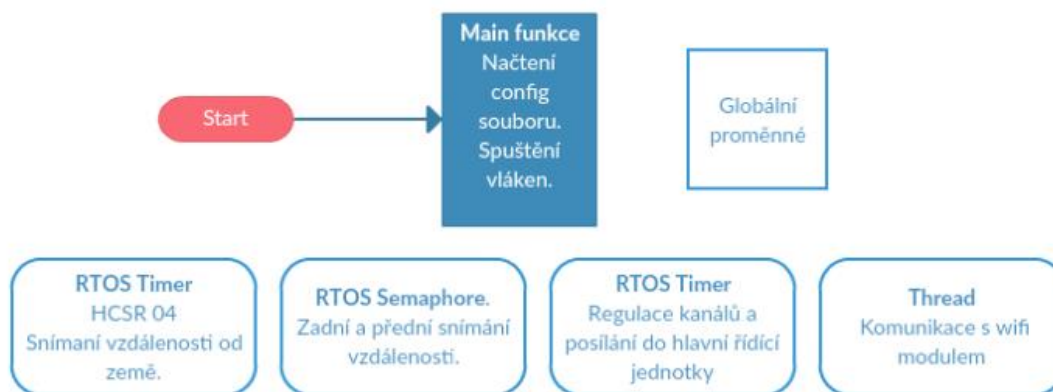 Main funkce
Načtení
config
souboru.
Spuštění
vláken.
Start
Globální
proměnné
RTOS Timer
HCSR 04
Snímaní vzdálenosti od
země.
RTOS Semaphore.
Zadní a přední snímání
vzdáleností.
RTOS Timer
Regulace kanálů a
posílání do hlavní řídící
jednotky
Thread
Komunikace s wifi
modulem